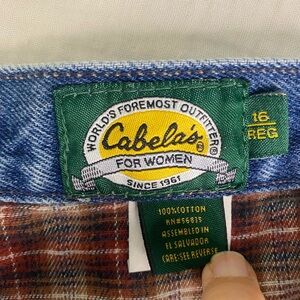 WORLD'S FOREMOST OUTFITTER®
Cabela's®
FOR WOMEN
SINCE 1961
16
REG
100%COTTON
RN#56815
ASSEMBLED IN
EL SALVADOR
CARE:SEE REVERSE